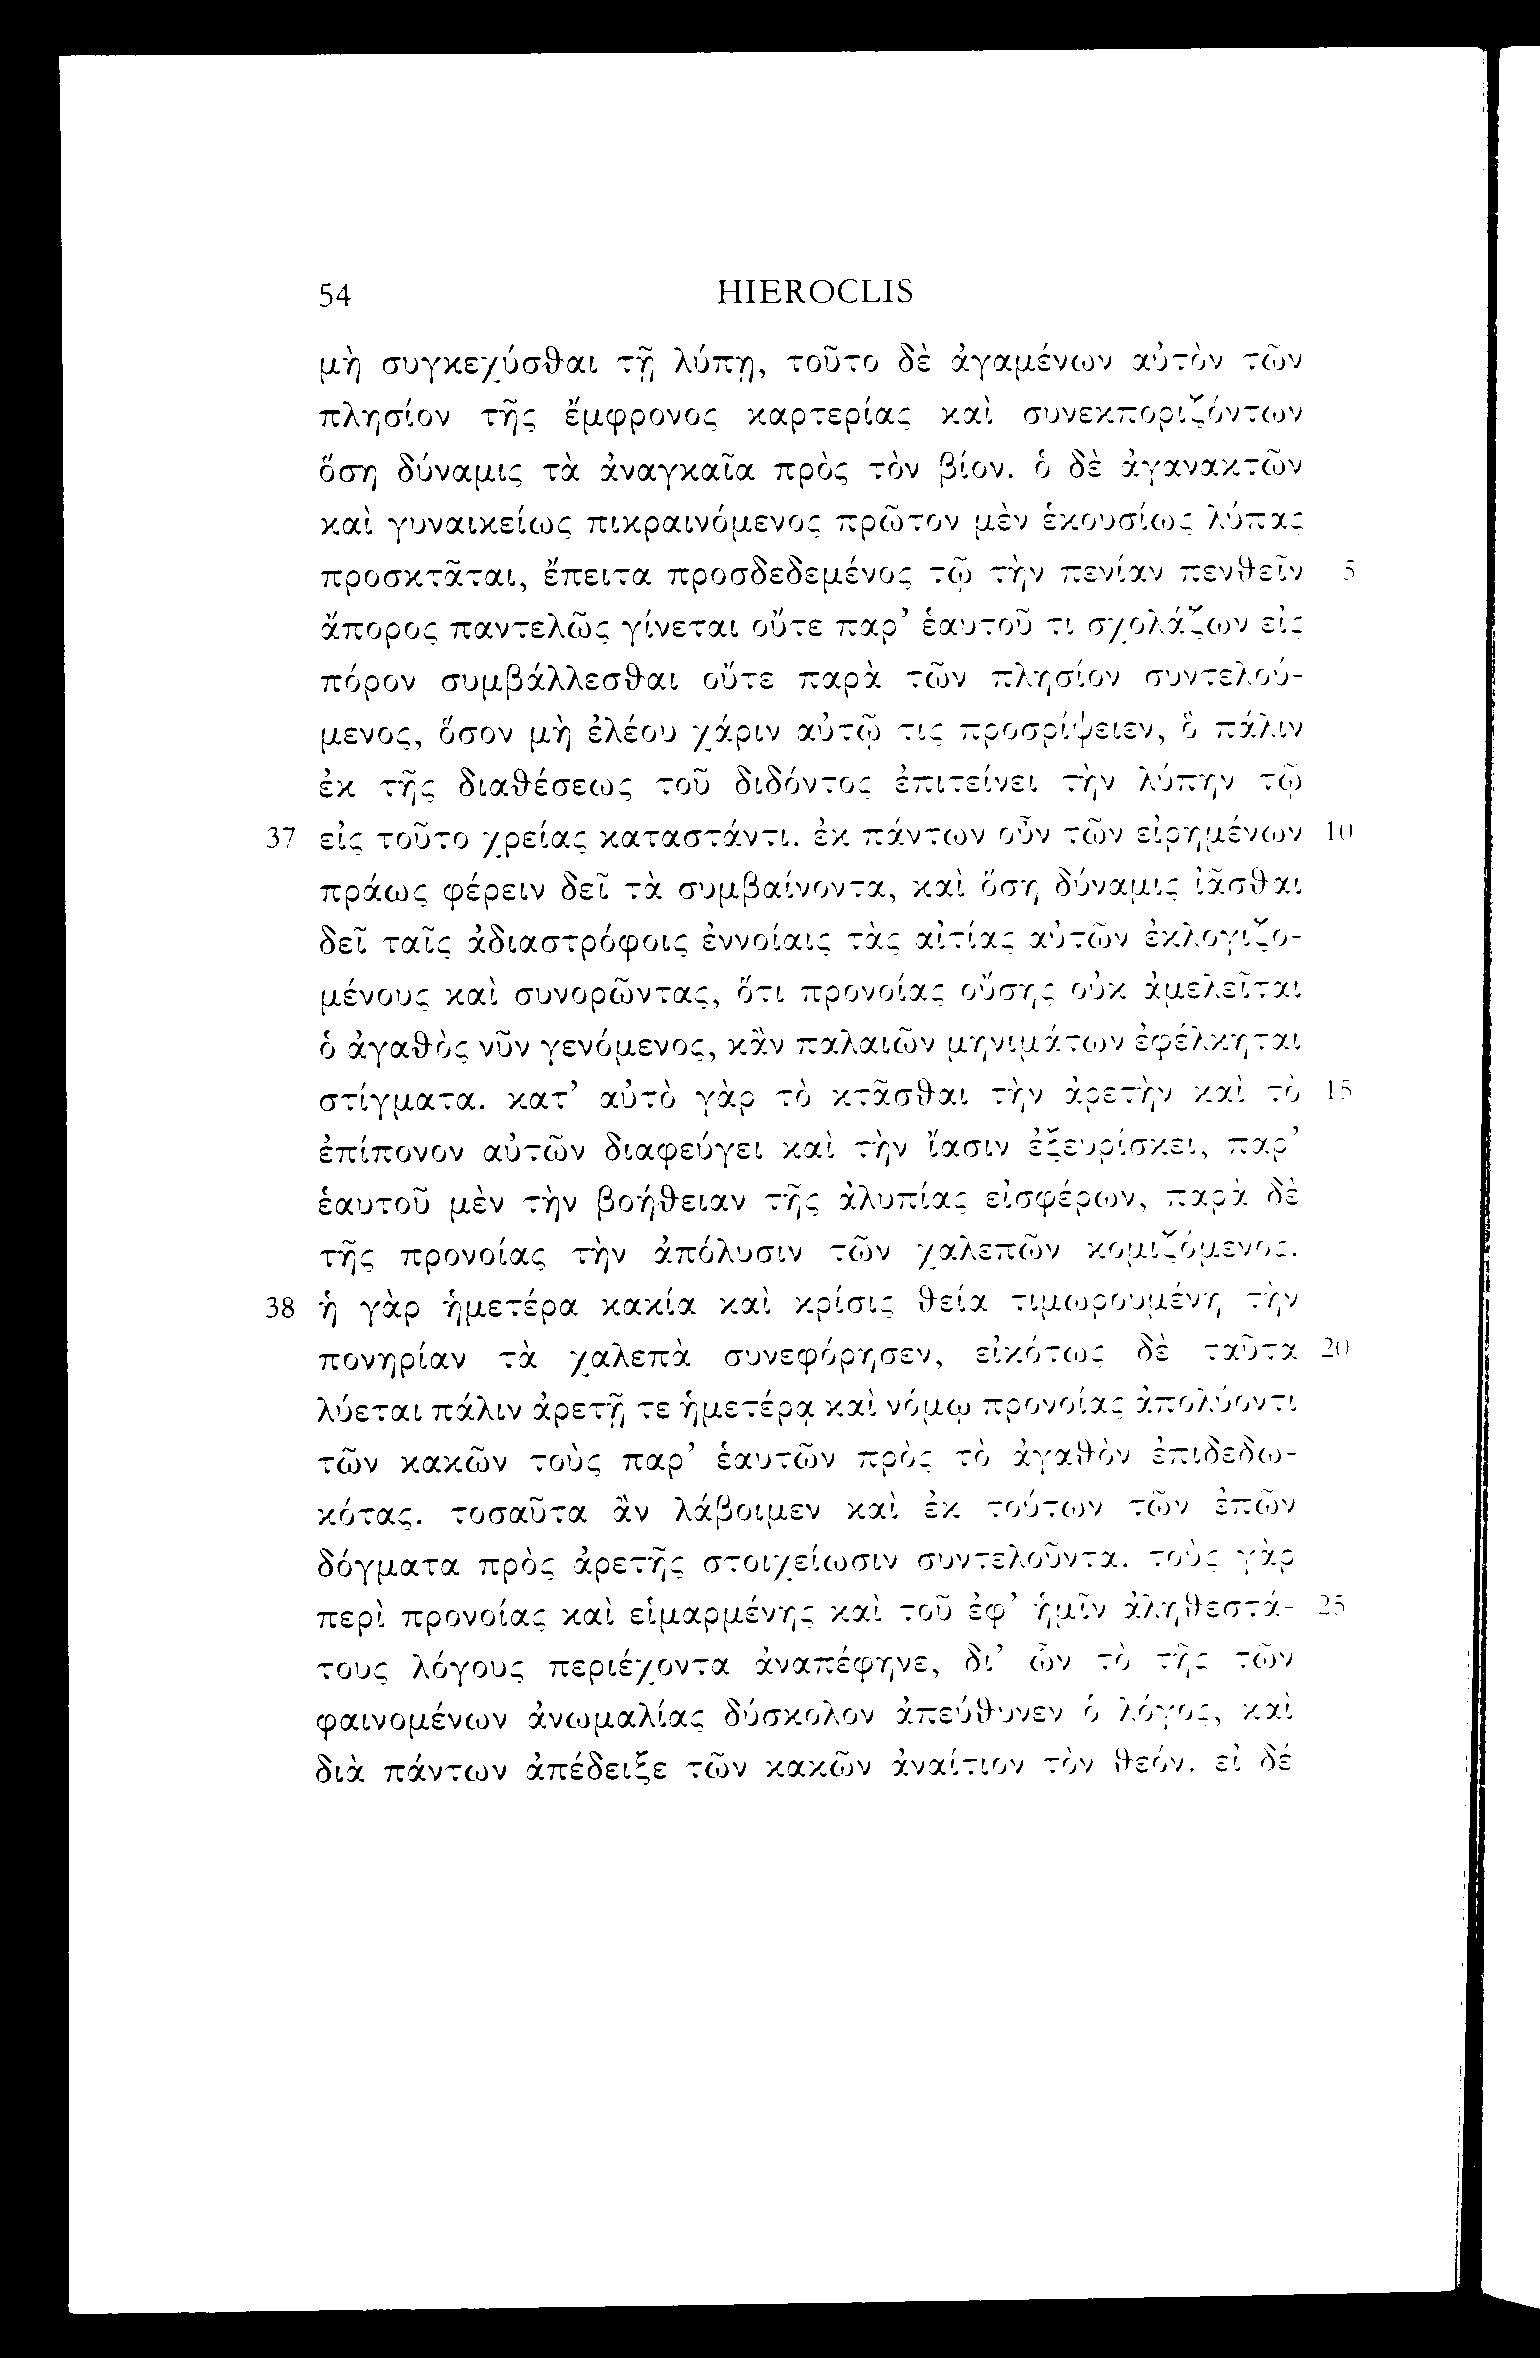 54 HIEROCLIS
μὴ συγκεχύσθαι τῇ λύπῃ, τοῦτο δὲ ἀγαμένων αὐτὸν τῶν
πλησίον τῆς ἔμφρονος καρτερίας καὶ συνεκποριζόντων
ὅση δύναμις τὰ ἀναγκαῖα πρὸς τὸν βίον. ὁ δὲ ἀγανακτῶν
καὶ γυναικείως πικραινόμενος πρῶτον μὲν ἑκουσίως λύπας
προσκτᾶται, ἔπειτα προσδεδεμένος τῷ τὴν πενίαν πενθεῖν 5
ἄπορος παντελῶς γίνεται οὔτε παρ’ ἑαυτοῦ τι σχολάζων εἰς
πόρον συμβάλλεσθαι οὔτε παρὰ τῶν πλησίον συντελού-
μενος, ὅσον μὴ ἐλέου χάριν αὐτῷ τις προσρίψειεν, ὃ πάλιν
ἐκ τῆς διαθέσεως τοῦ διδόντος ἐπιτείνει τὴν λύπην τῷ
37 εἰς τοῦτο χρείας καταστάντι. ἐκ πάντων οὖν τῶν εἰρημένων 10
πράως φέρειν δεῖ τὰ συμβαίνοντα, καὶ ὅση δύναμις ἰᾶσθαι
δεῖ ταῖς ἀδιαστρόφοις ἐννοίαις τὰς αἰτίας αὐτῶν ἐκλογιζο-
μένους καὶ συνορῶντας, ὅτι προνοίας οὔσης οὐκ ἀμελεῖται
ὁ ἀγαθὸς νῦν γενόμενος, κἂν παλαιῶν μηνιμάτων ἐφέλκηται
στίγματα. κατ’ αὐτὸ γὰρ τὸ κτᾶσθαι τὴν ἀρετὴν καὶ τὸ 15
ἐπίπονον αὐτῶν διαφεύγει καὶ τὴν ἴασιν ἐξευρίσκει, παρ’
ἑαυτοῦ μὲν τὴν βοήθειαν τῆς ἀλυπίας εἰσφέρων, παρὰ δὲ
τῆς προνοίας τὴν ἀπόλυσιν τῶν χαλεπῶν κομιζόμενος.
38 ἡ γὰρ ἡμετέρα κακία καὶ κρίσις θεία τιμωρουμένη τὴν
πονηρίαν τὰ χαλεπὰ συνεφόρησεν, εἰκότως δὲ ταῦτα 20
λύεται πάλιν ἀρετῇ τε ἡμετέρᾳ καὶ νόμῳ προνοίας ἀπολύοντι
τῶν κακῶν τοὺς παρ’ ἑαυτῶν πρὸς τὸ ἀγαθὸν ἐπιδεδω-
κότας. τοσαῦτα ἂν λάβοιμεν καὶ ἐκ τούτων τῶν ἐπῶν
δόγματα πρὸς ἀρετῆς στοιχείωσιν συντελοῦντα. τοὺς γὰρ
περὶ προνοίας καὶ εἱμαρμένης καὶ τοῦ ἐφ’ ἡμῖν ἀληθεστά- 25
τους λόγους περιέχοντα ἀναπέφηνε, δι’ ὧν τὸ τῆς τῶν
φαινομένων ἀνωμαλίας δύσκολον ἀπεύθυνεν ὁ λόγος, καὶ
διὰ πάντων ἀπέδειξε τῶν κακῶν ἀναίτιον τὸν θεόν. εἰ δέ